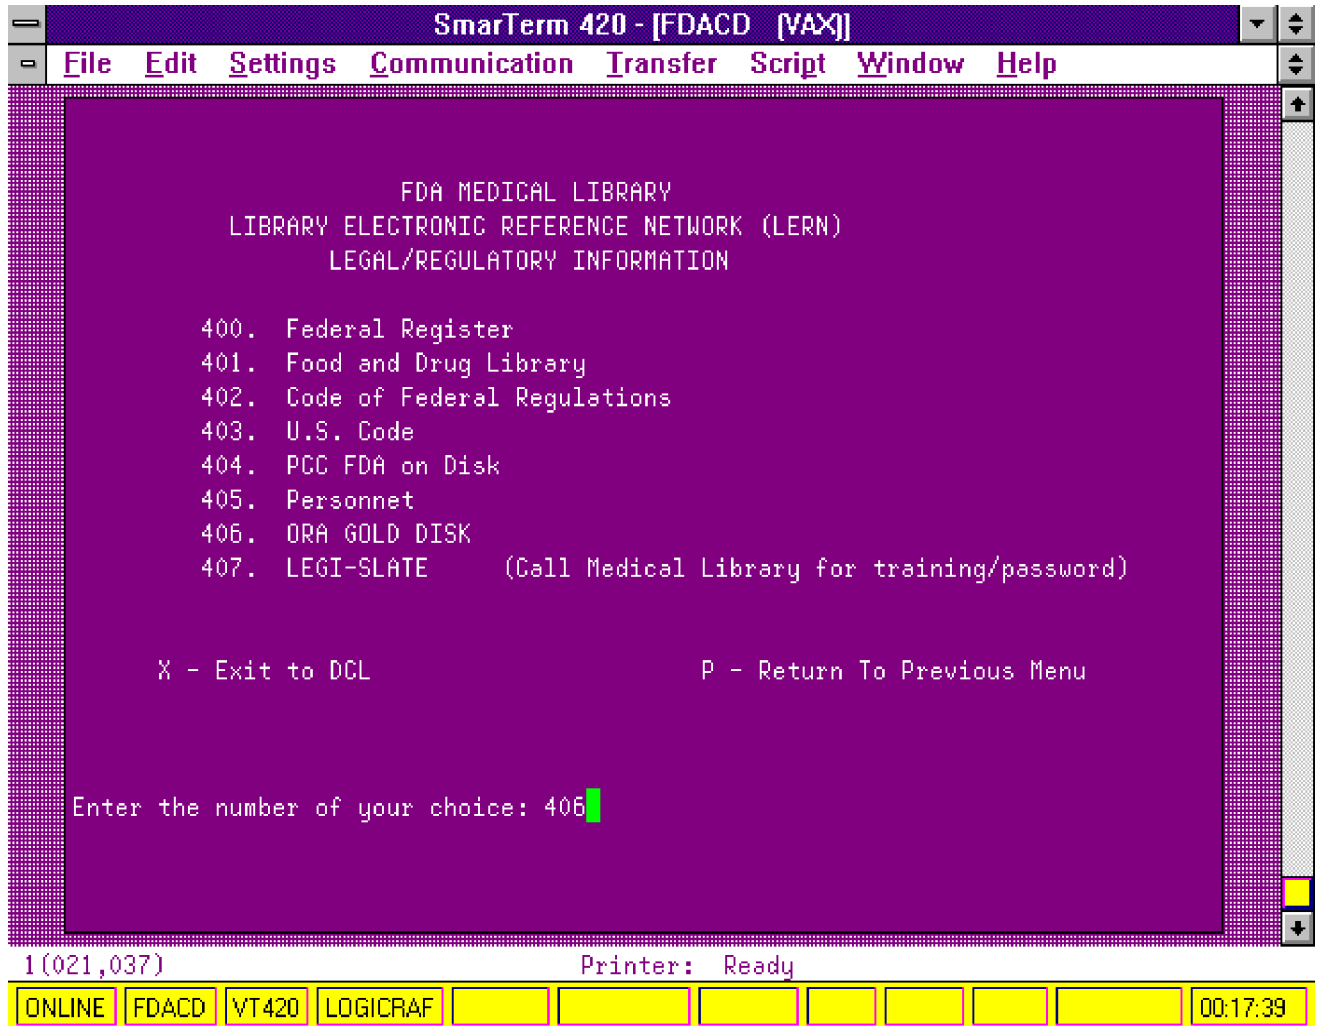 SmarTerm 420 - [FDACD (VAX)]
File Edit Settings Communication Transfer Script Window Help
FDA MEDICAL LIBRARY
LIBRARY ELECTRONIC REFERENCE NETWORK (LERN)
LEGAL/REGULATORY INFORMATION
400. Federal Register
401. Food and Drug Library
402. Code of Federal Regulations
403. U.S. Code
404. PCC FDA on Disk
405. Personnet
406. ORA GOLD DISK
407. LEGI-SLATE (Call Medical Library for training/password)
X - Exit to DCL P - Return To Previous Menu
Enter the number of your choice: 406
1(021,037) Printer: Ready
ONLINE FDACD VT420 LOGICRAF 00:17:39